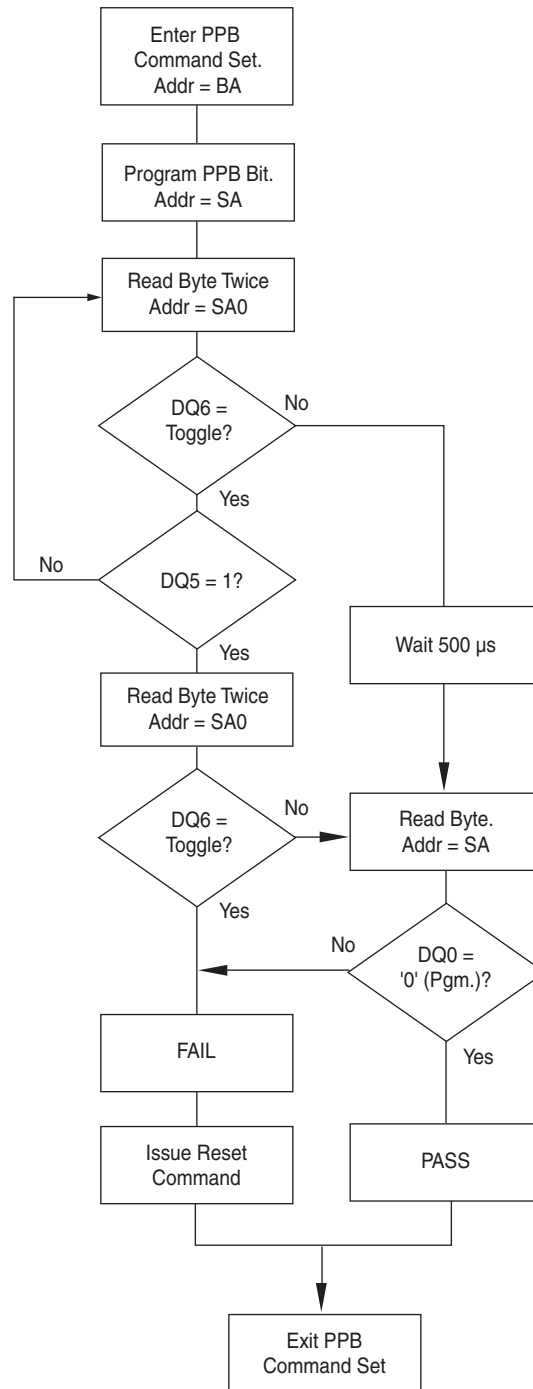 Enter PPB
Command Set.
Addr = BA
Program PPB Bit.
Addr = SA
Read Byte Twice
Addr = SA0
DQ6 =
Toggle?
No
Yes
DQ5 = 1?
No
Yes
Wait 500 µs
Read Byte Twice
Addr = SA0
DQ6 =
Toggle?
No
Yes
Read Byte.
Addr = SA
DQ0 =
'0' (Pgm.)?
No
Yes
FAIL
Issue Reset
Command
PASS
Exit PPB
Command Set